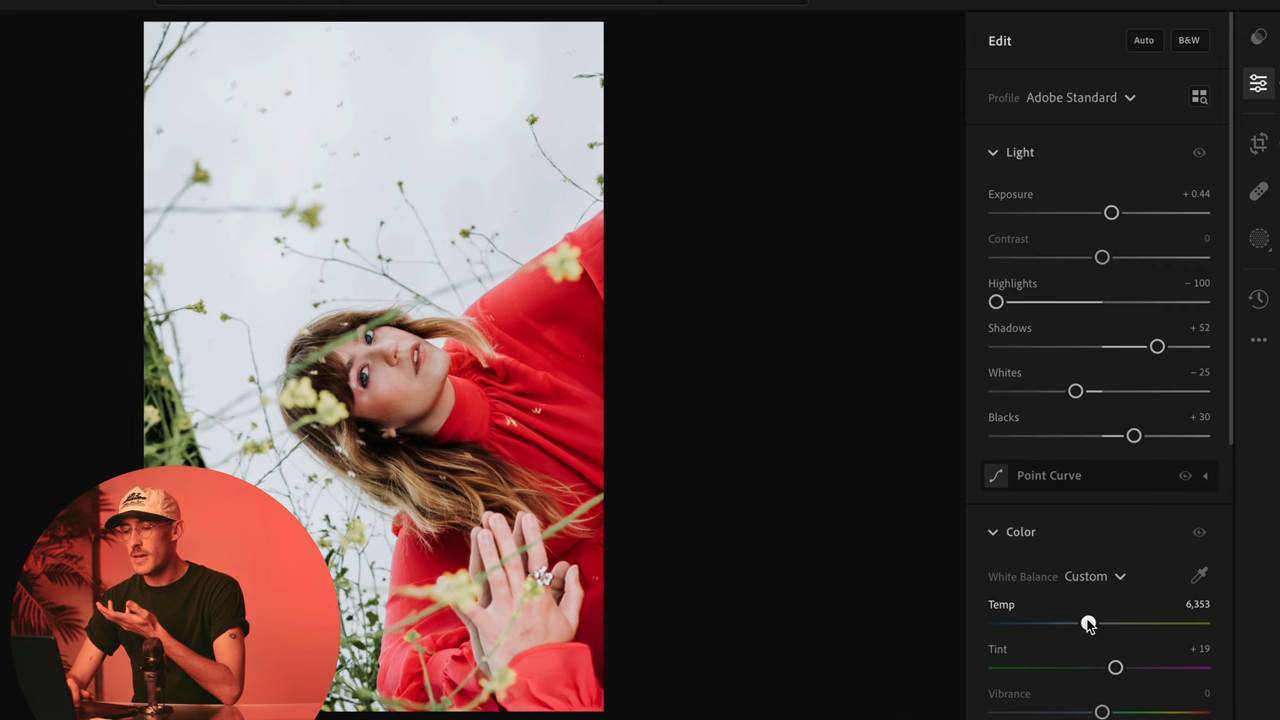 Edit Auto B&W
Profile Adobe Standard
Light
Exposure + 0.44
Contrast 0
Highlights − 100
Shadows + 52
Whites − 25
Blacks + 30
Point Curve
Color
White Balance Custom
Temp 6,353
Tint + 19
Vibrance 0